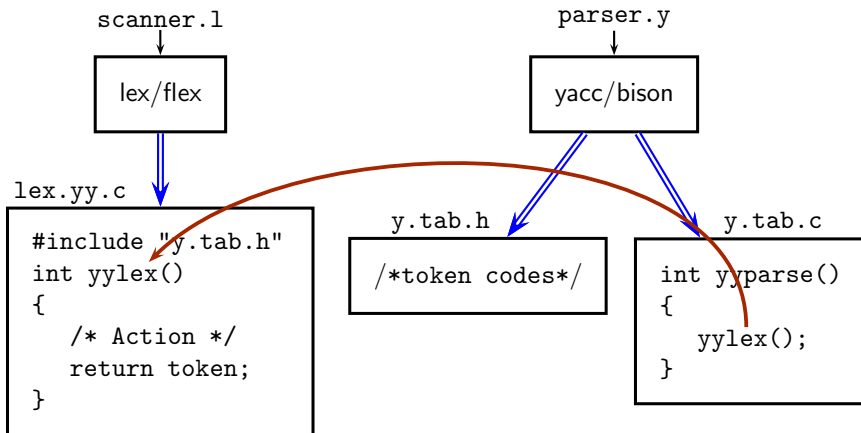 scanner.l
parser.y
lex/flex
yacc/bison
lex.yy.c
#include "y.tab.h"
int yylex()
{
/* Action */
return token;
}
y.tab.h
/*token codes*/
y.tab.c
int yyparse()
{
yylex();
}